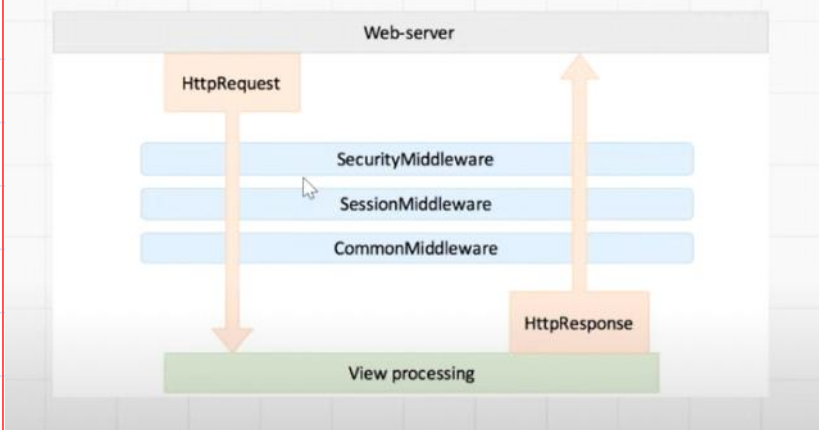 Web-server
HttpRequest
SecurityMiddleware
SessionMiddleware
CommonMiddleware
HttpResponse
View processing